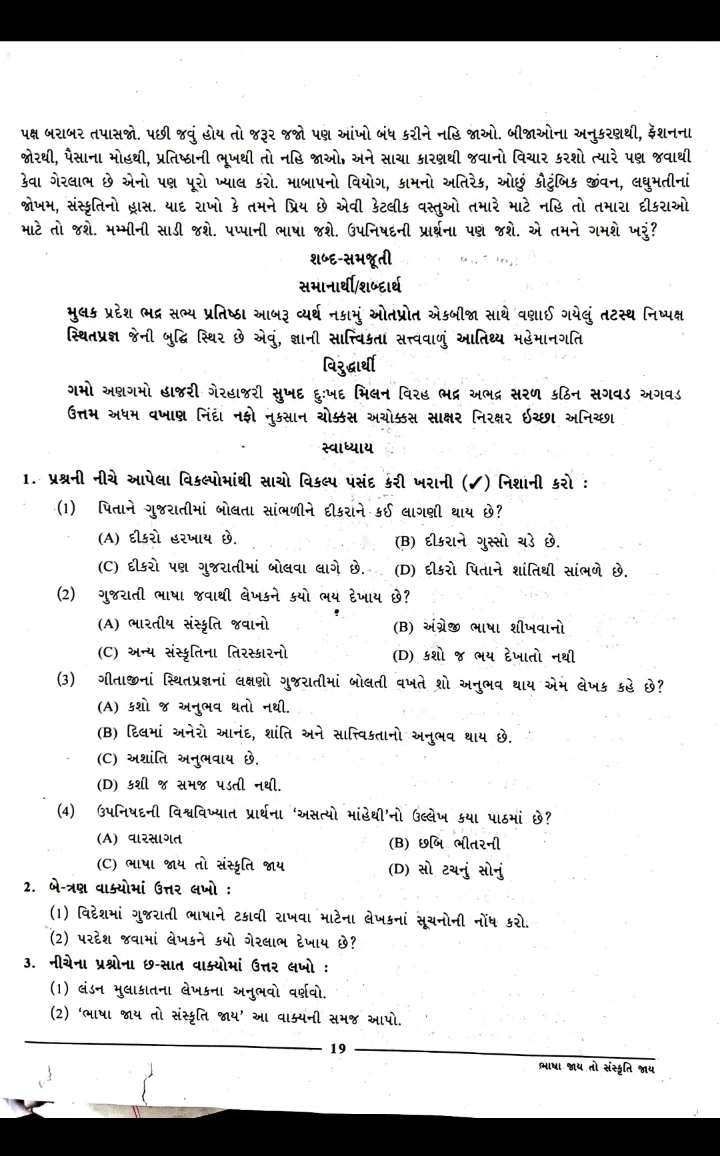 પક્ષ બરાબર તપાસજો. પછી જવું હોય તો જરૂર જજો પણ આંખો બંધ કરીને નહિ જાઓ. બીજાઓના અનુકરણથી, ફૅશનના
જોરથી, પૈસાના મોહથી, પ્રતિષ્ઠાની ભૂખથી તો નહિ જાઓ, અને સાચા કારણથી જવાનો વિચાર કરશો ત્યારે પણ જવાથી
કેવા ગેરલાભ છે એનો પણ પૂરો ખ્યાલ કરો. માબાપનો વિયોગ, કામનો અતિરેક, ઓછું કૌટુંબિક જીવન, લઘુમતીનાં
જોખમ, સંસ્કૃતિનો હ્રાસ. યાદ રાખો કે તમને પ્રિય છે એવી કેટલીક વસ્તુઓ તમારે માટે નહિ તો તમારા દીકરાઓ
માટે તો જશે. મમ્મીની સાડી જશે. પપ્પાની ભાષા જશે. ઉપનિષદની પ્રાર્થના પણ જશે. એ તમને ગમશે ખરું?
શબ્દ-સમજૂતી
સમાનાર્થી/શબ્દાર્થ
મુલક પ્રદેશ ભદ્ર સભ્ય પ્રતિષ્ઠા આબરૂ વ્યર્થ નકામું ઓતપ્રોત એકબીજા સાથે વણાઈ ગયેલું તટસ્થ નિષ્પક્ષ
સ્થિતપ્રજ્ઞ જેની બુદ્ધિ સ્થિર છે એવું, જ્ઞાની સાત્ત્વિકતા સત્ત્વવાળું આતિથ્ય મહેમાનગતિ
વિરુદ્ધાર્થી
ગમો અણગમો હાજરી ગેરહાજરી સુખદ દુઃખદ મિલન વિરહ ભદ્ર અભદ્ર સરળ કઠિન સગવડ અગવડ
ઉત્તમ અધમ વખાણ નિંદા નફો નુકસાન ચોક્કસ અચોક્કસ સાક્ષર નિરક્ષર ઇચ્છા અનિચ્છા
સ્વાધ્યાય
1. પ્રશ્નની નીચે આપેલા વિકલ્પોમાંથી સાચો વિકલ્પ પસંદ કરી ખરાની (✓) નિશાની કરો :
(1) પિતાને ગુજરાતીમાં બોલતા સાંભળીને દીકરાને કઈ લાગણી થાય છે?
(A) દીકરો હરખાય છે. (B) દીકરાને ગુસ્સો ચડે છે.
(C) દીકરો પણ ગુજરાતીમાં બોલવા લાગે છે. (D) દીકરો પિતાને શાંતિથી સાંભળે છે.
(2) ગુજરાતી ભાષા જવાથી લેખકને કયો ભય દેખાય છે?
(A) ભારતીય સંસ્કૃતિ જવાનો (B) અંગ્રેજી ભાષા શીખવાનો
(C) અન્ય સંસ્કૃતિના તિરસ્કારનો (D) કશો જ ભય દેખાતો નથી
(3) ગીતાજીનાં સ્થિતપ્રજ્ઞનાં લક્ષણો ગુજરાતીમાં બોલતી વખતે શો અનુભવ થાય એમ લેખક કહે છે?
(A) કશો જ અનુભવ થતો નથી.
(B) દિલમાં અનેરો આનંદ, શાંતિ અને સાત્ત્વિકતાનો અનુભવ થાય છે.
(C) અશાંતિ અનુભવાય છે.
(D) કશી જ સમજ પડતી નથી.
(4) ઉપનિષદની વિશ્વવિખ્યાત પ્રાર્થના ‘અસત્યો માંહેથી’નો ઉલ્લેખ કયા પાઠમાં છે?
(A) વારસાગત (B) છબિ ભીતરની
(C) ભાષા જાય તો સંસ્કૃતિ જાય (D) સો ટચનું સોનું
2. બે-ત્રણ વાક્યોમાં ઉત્તર લખો :
(1) વિદેશમાં ગુજરાતી ભાષાને ટકાવી રાખવા માટેના લેખકનાં સૂચનોની નોંધ કરો.
(2) પરદેશ જવામાં લેખકને કયો ગેરલાભ દેખાય છે?
3. નીચેના પ્રશ્નોના છ-સાત વાક્યોમાં ઉત્તર લખો :
(1) લંડન મુલાકાતના લેખકના અનુભવો વર્ણવો.
(2) ‘ભાષા જાય તો સંસ્કૃતિ જાય’ આ વાક્યની સમજ આપો.
19
ભાષા જાય તો સંસ્કૃતિ જાય